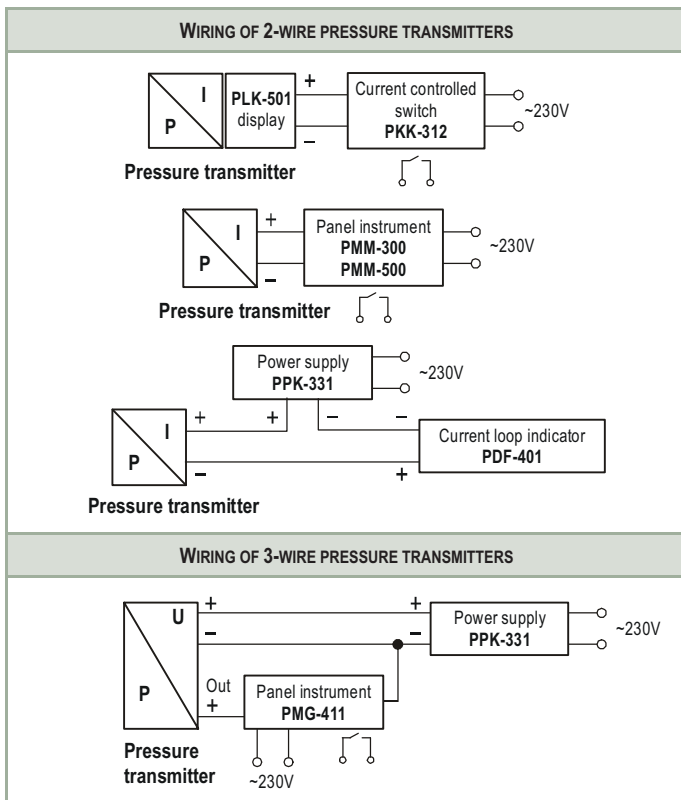 WIRING OF 2-WIRE PRESSURE TRANSMITTERS
I
P
PLK-501
display
+
–
Current controlled
switch
PKK-312
~230V
Pressure transmitter
I
P
+
–
Panel instrument
PMM-300
PMM-500
~230V
Pressure transmitter
Power supply
PPK-331
~230V
I
P
+
+
–
–
–
+
Current loop indicator
PDF-401
Pressure transmitter
WIRING OF 3-WIRE PRESSURE TRANSMITTERS
U
P
+
–
+
–
Power supply
PPK-331
~230V
Out
+
Panel instrument
PMG-411
Pressure
transmitter
~230V